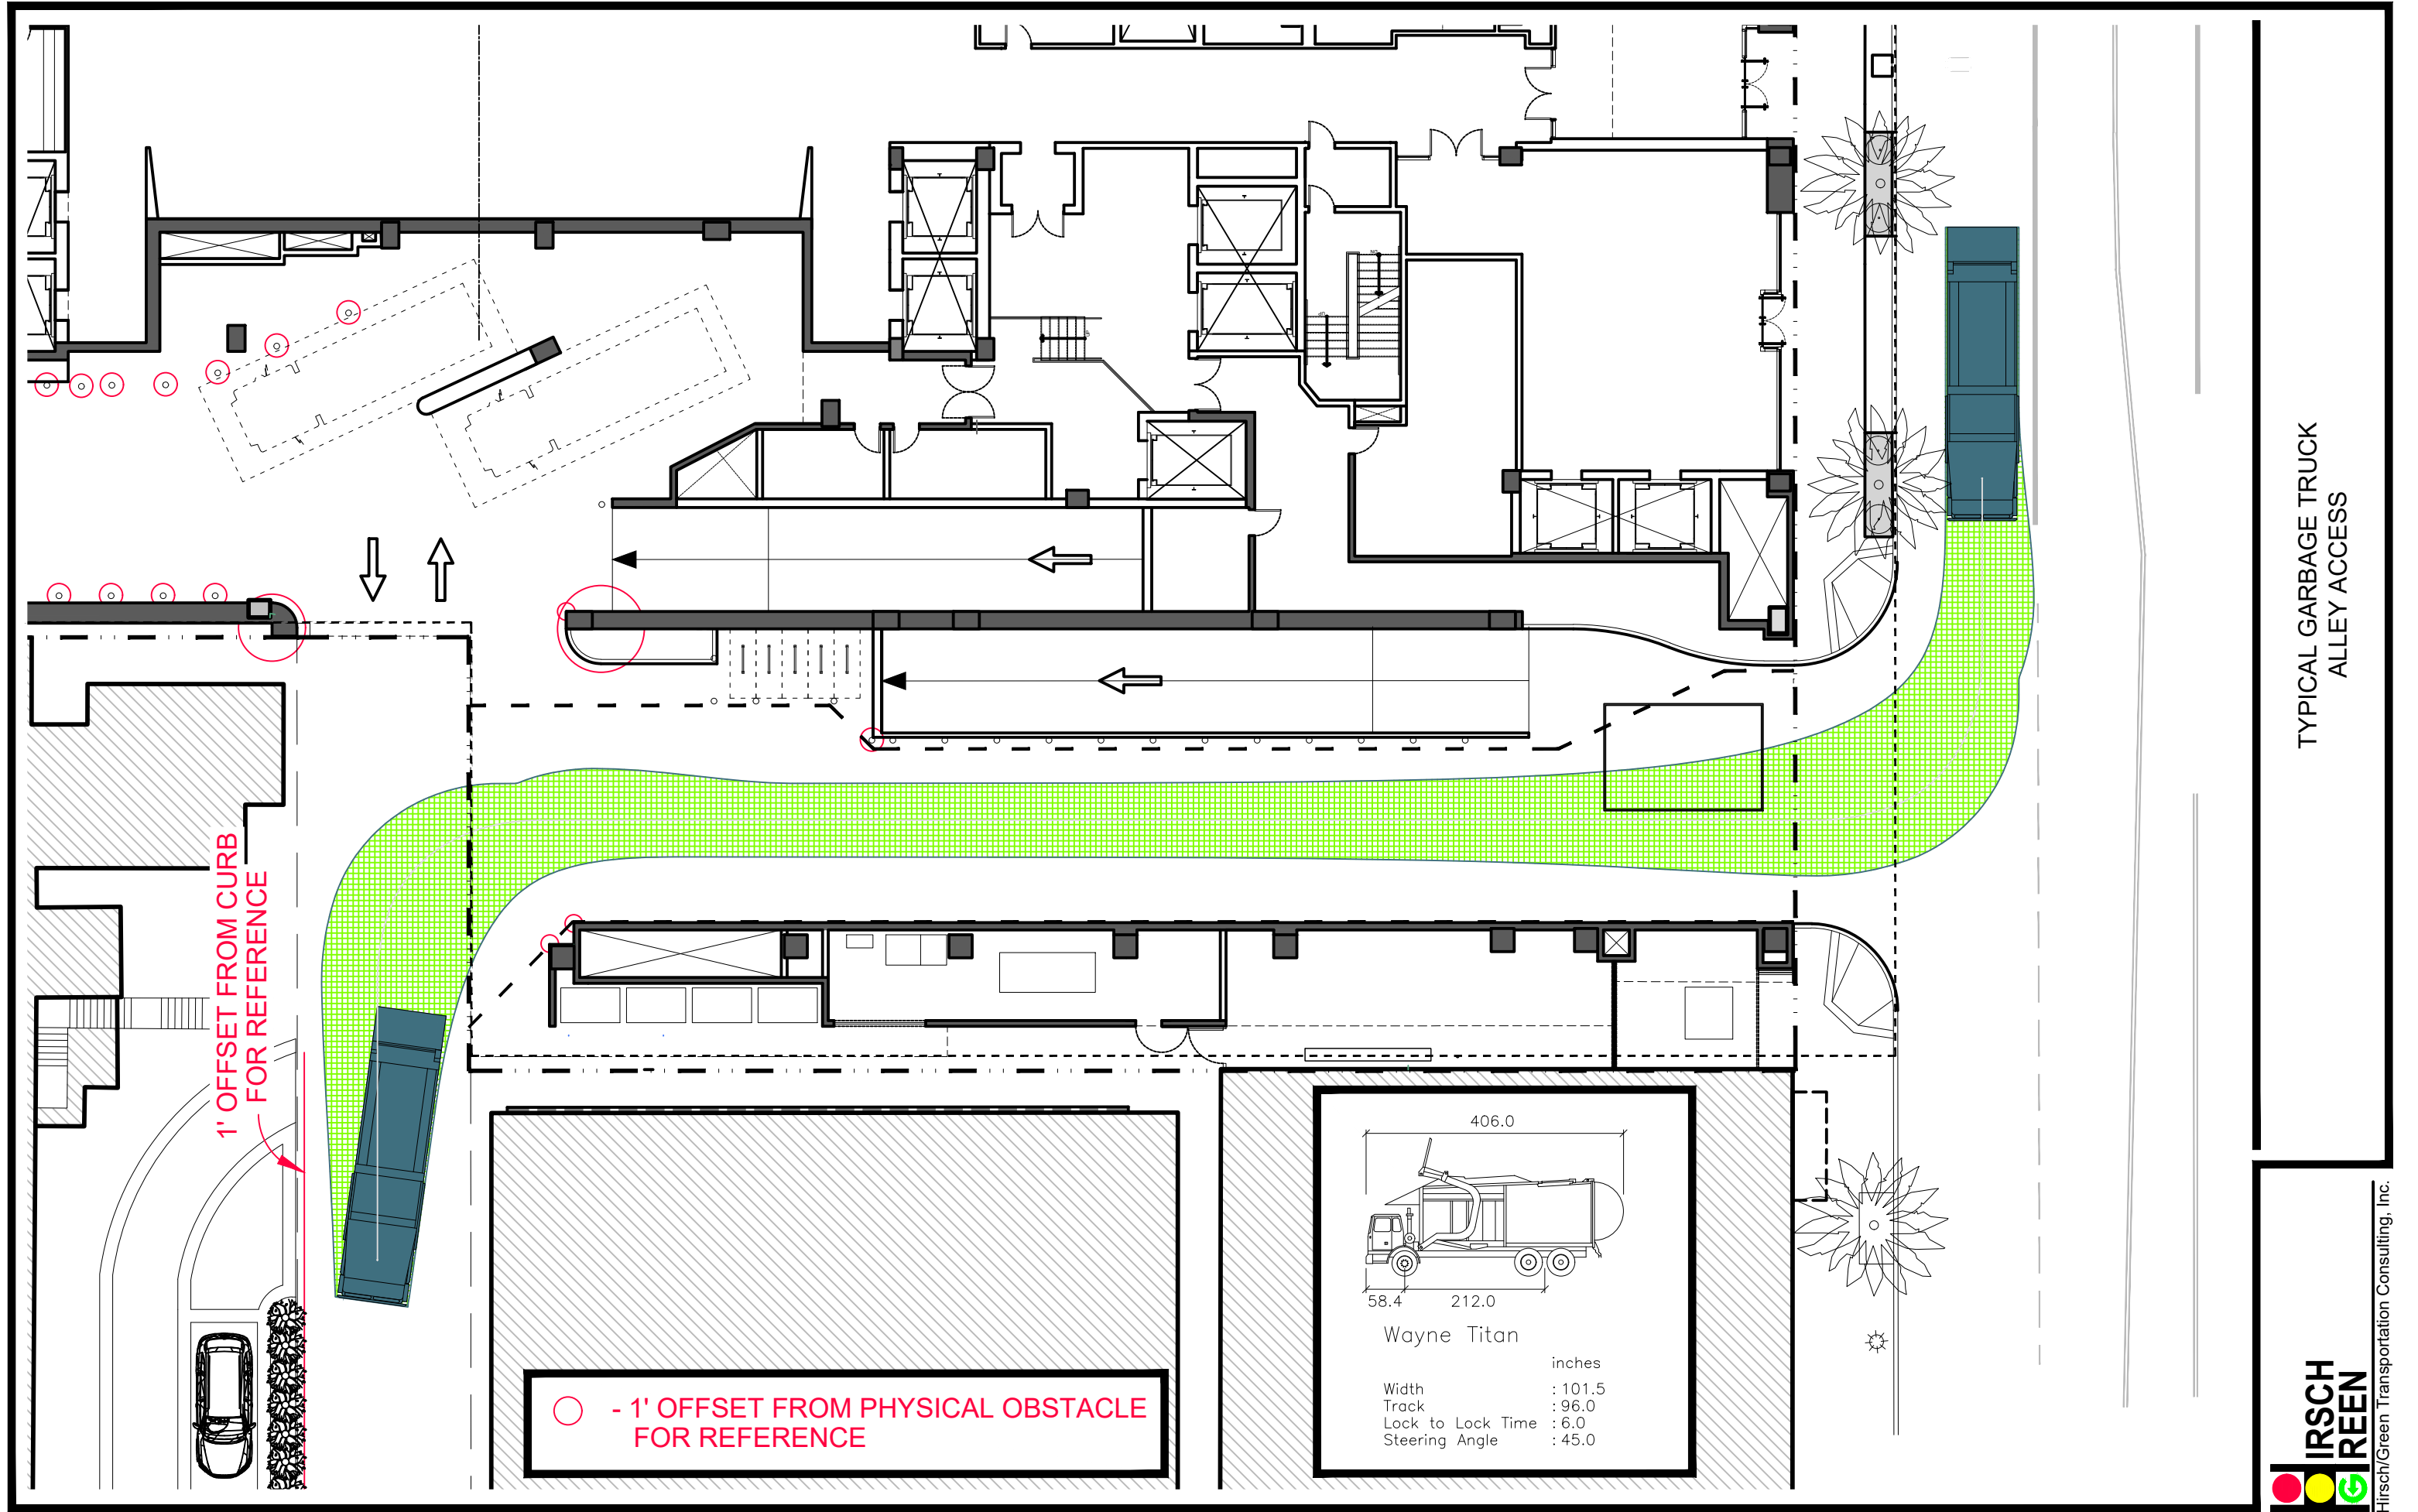 TYPICAL GARBAGE TRUCK
ALLEY ACCESS
1' OFFSET FROM CURB
FOR REFERENCE
- 1' OFFSET FROM PHYSICAL OBSTACLE
FOR REFERENCE
406.0
58.4
212.0
Wayne Titan
inches
Width : 101.5
Track : 96.0
Lock to Lock Time : 6.0
Steering Angle : 45.0
HIRSCH
GREEN
Hirsch/Green Transportation Consulting, Inc.